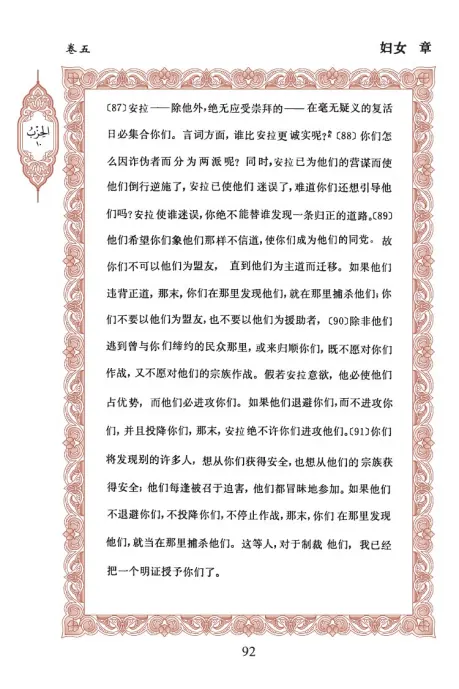 卷五
妇女 章
الحزب
١٠
〔87〕安拉——除他外，绝无应受崇拜的——在毫无疑义的复活
日必集合你们。言词方面，谁比安拉更诚实呢？〔88〕你们怎
么因诈伪者而分为两派呢？同时，安拉已为他们的营谋而使
他们倒行逆施了，安拉已使他们迷误了，难道你们还想引导他
们吗？安拉使谁迷误，你绝不能替谁发现一条归正的道路。〔89〕
他们希望你们象他们那样不信道，使你们成为他们的同党。故
你们不可以他们为盟友，直到他们为主道而迁移。如果他们
违背正道，那末，你们在那里发现他们，就在那里捕杀他们；你
们不要以他们为盟友，也不要以他们为援助者，〔90〕除非他们
逃到曾与你们缔约的民众那里，或来归顺你们，既不愿对你们
作战，又不愿对他们的宗族作战。假若安拉意欲，他必使他们
占优势，而他们必进攻你们。如果他们退避你们，而不进攻你
们，并且投降你们，那末，安拉绝不许你们进攻他们。〔91〕你们
将发现别的许多人，想从你们获得安全，也想从他们的宗族获
得安全；他们每逢被召于迫害，他们都冒昧地参加。如果他们
不退避你们，不投降你们，不停止作战，那末，你们在那里发现
他们，就当在那里捕杀他们。这等人，对于制裁他们，我已经
把一个明证授予你们了。
92